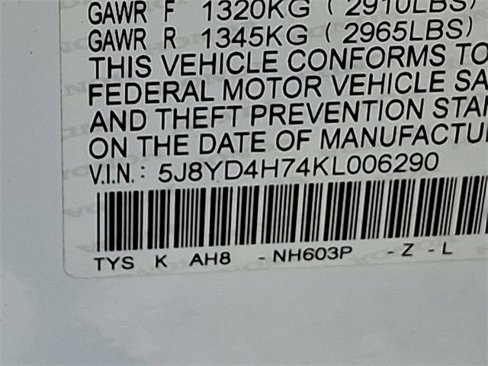 GAWR F 1320KG ( 2910LBS)
GAWR R 1345KG ( 2965LBS)
THIS VEHICLE CONFORMS TO
FEDERAL MOTOR VEHICLE SA
AND THEFT PREVENTION STAN
ON THE DATE OF MANUFACTU
V.I.N.: 5J8YD4H74KL006290
TYS K AH8 -NH603P -Z-L